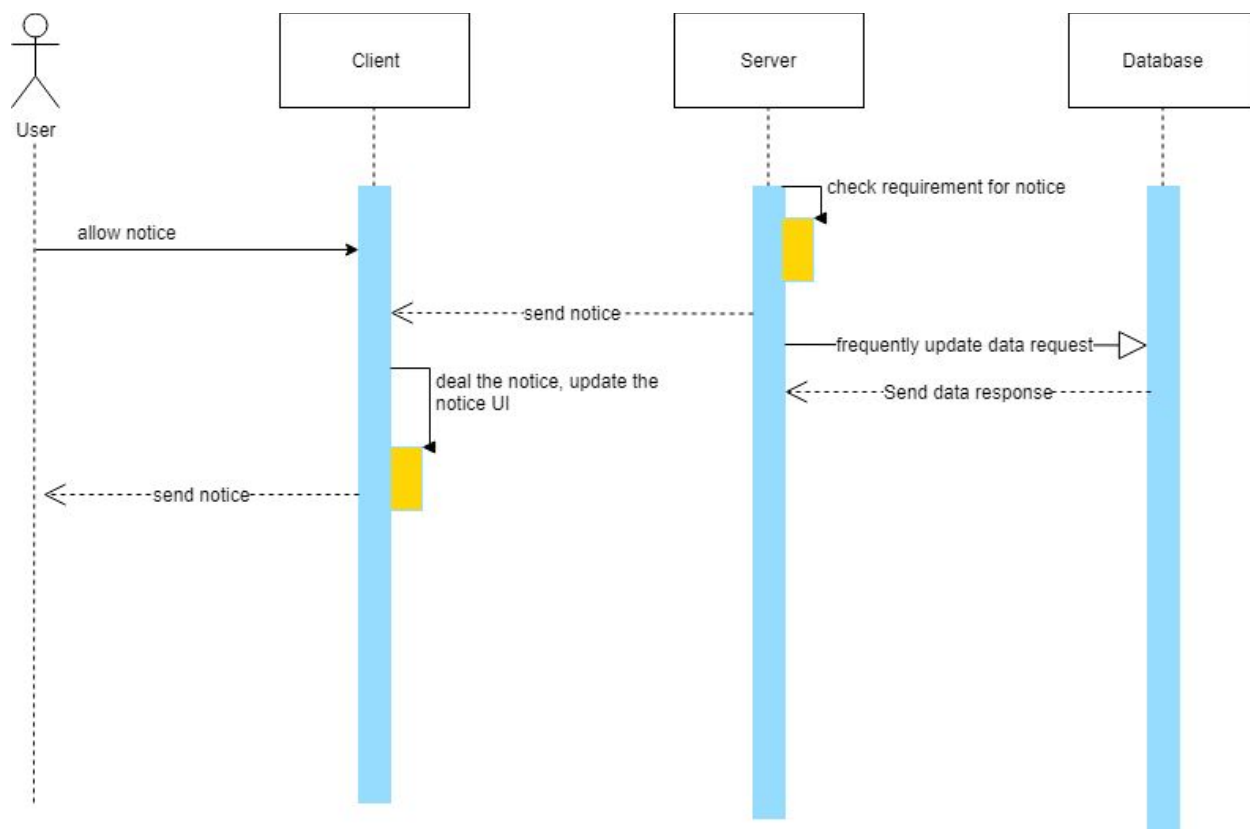 Client
Server
Database
User
check requirement for notice
allow notice
send notice
frequently update data request
deal the notice, update the
notice UI
Send data response
send notice